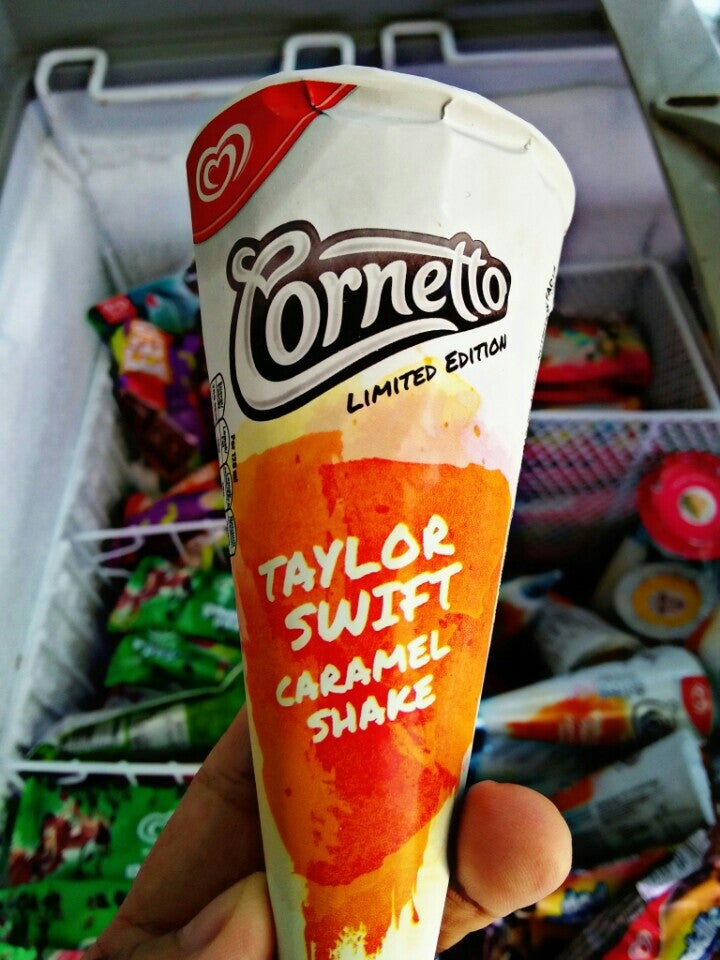 Cornetto
LIMITED EDITION
TAYLOR
SWIFT
CARAMEL
SHAKE